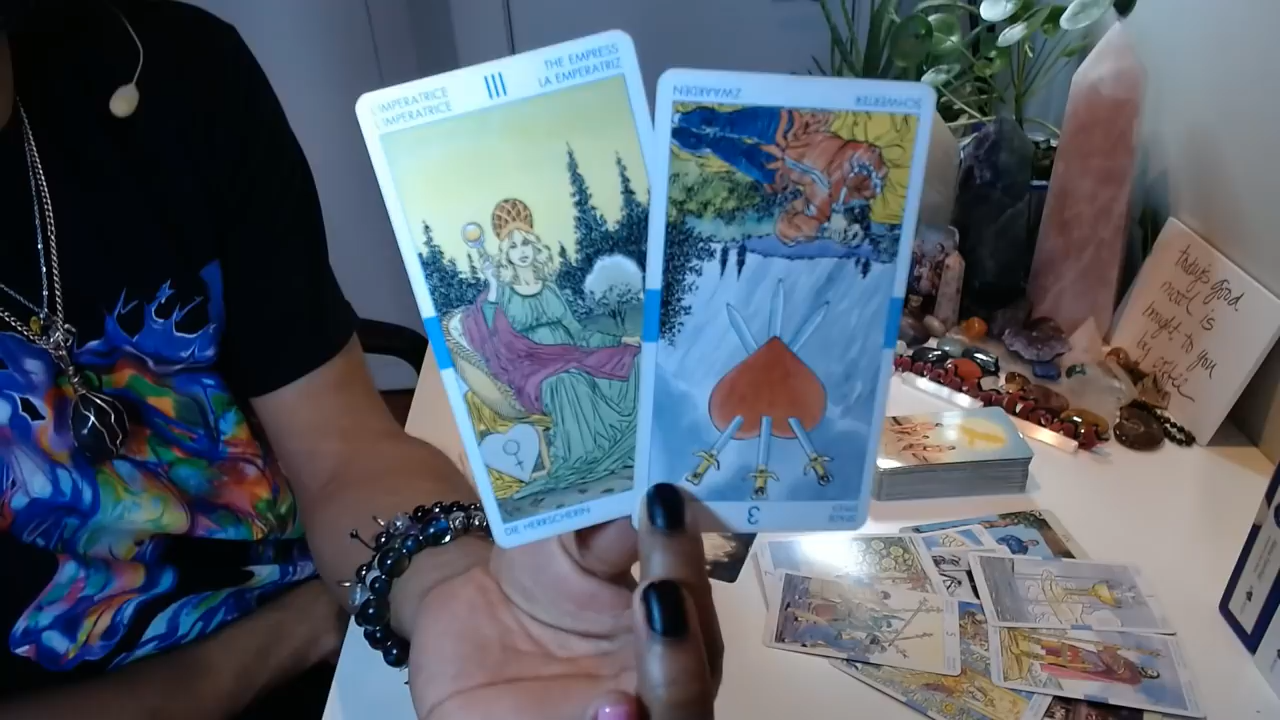 L'IMPERATRICE
L'IMPERATRICE
III
THE EMPRESS
LA EMPERATRIZ
DIE HERRSCHERIN
ZWAARDEN
SCHWERTER
3
today's good
mood is
brought to you
by coffee